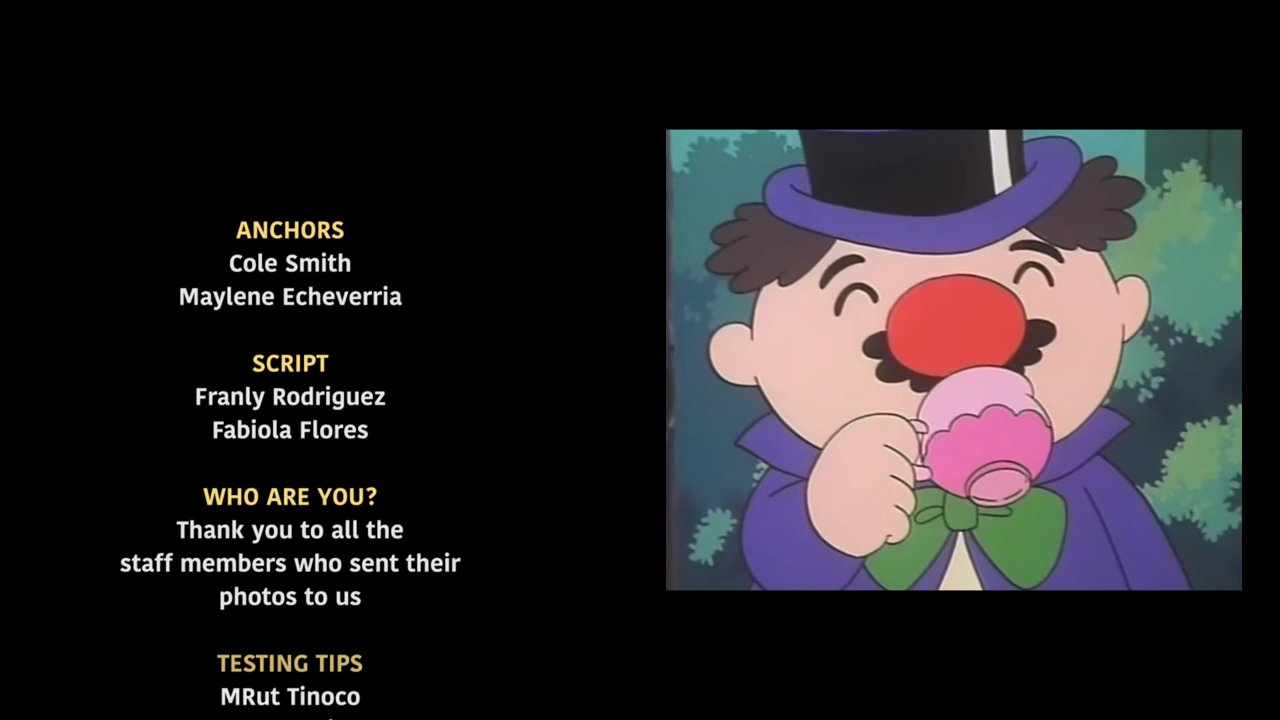 ANCHORS
Cole Smith
Maylene Echeverria
SCRIPT
Franly Rodriguez
Fabiola Flores
WHO ARE YOU?
Thank you to all the
staff members who sent their
photos to us
TESTING TIPS
MRut Tinoco